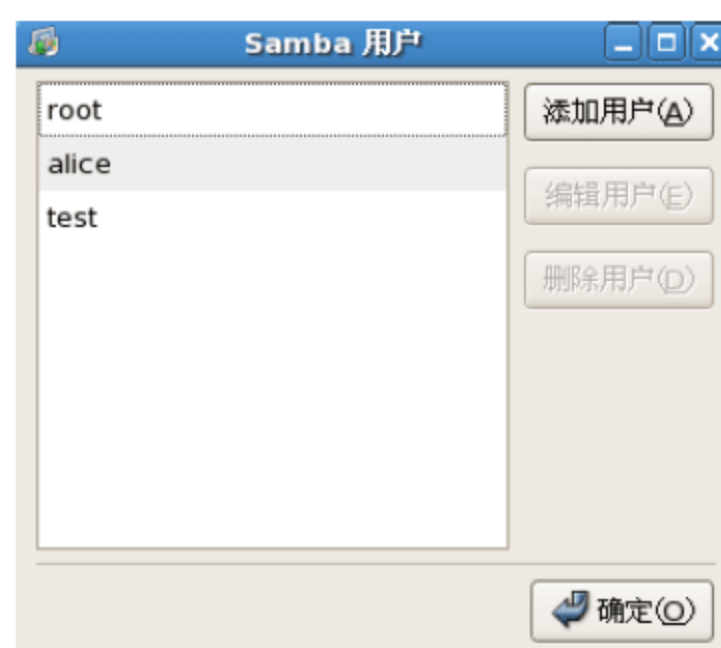 Samba 用户
root
alice
test
添加用户(A)
编辑用户(E)
删除用户(D)
确定(O)